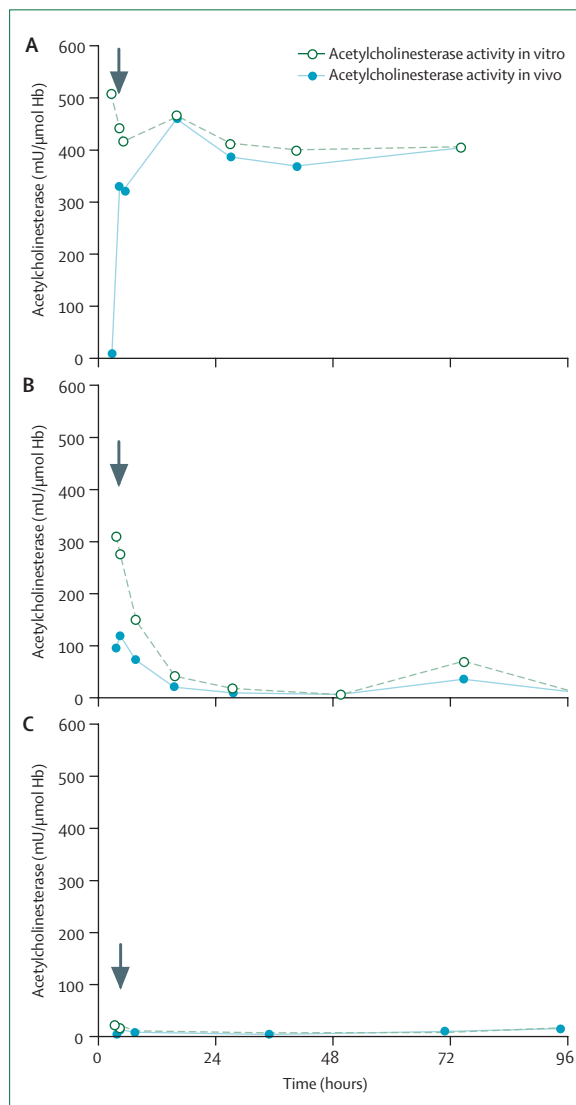 A
Acetylcholinesterase activity in vitro
Acetylcholinesterase activity in vivo
Acetylcholinesterase (mU/μmol Hb)
600
500
400
300
200
100
0
B
Acetylcholinesterase (mU/μmol Hb)
600
500
400
300
200
100
0
C
Acetylcholinesterase (mU/μmol Hb)
600
500
400
300
200
100
0
0 24 48 72 96
Time (hours)